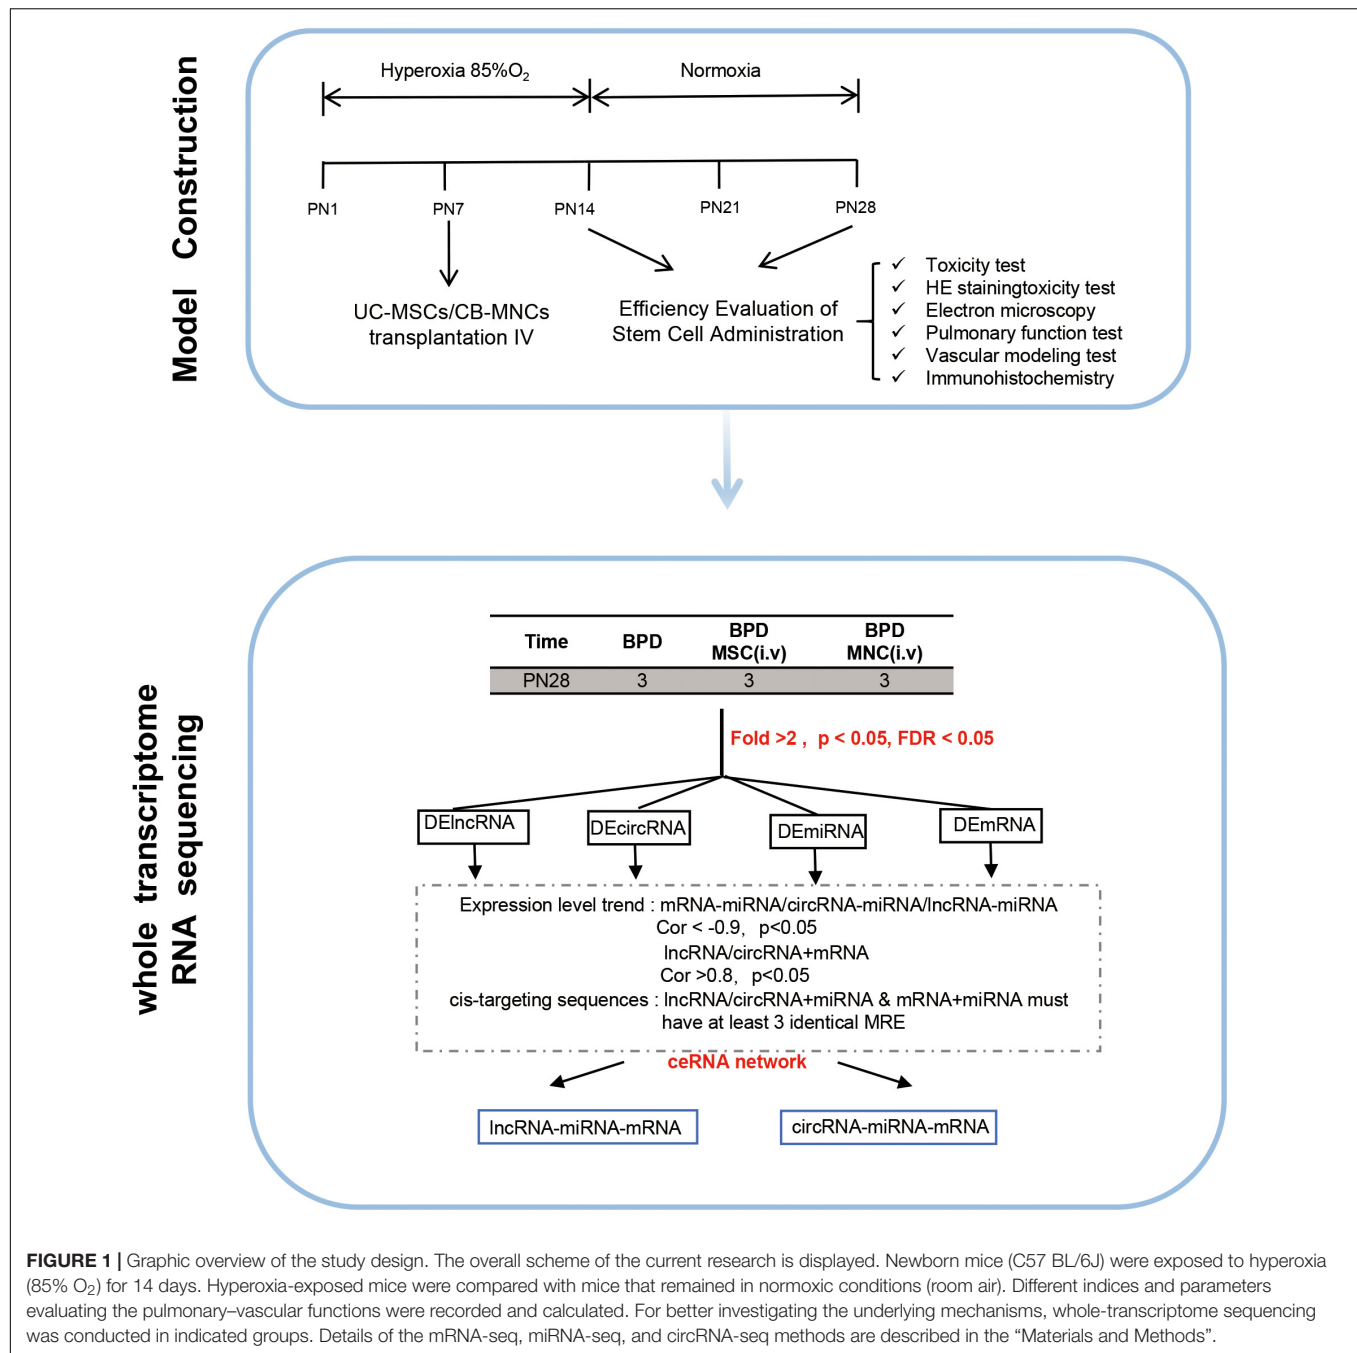 Model Construction
Hyperoxia 85%O2
Normoxia
PN1
PN7
PN14
PN21
PN28
UC-MSCs/CB-MNCs
transplantation IV
Efficiency Evaluation of
Stem Cell Administration
✓ Toxicity test
✓ HE stainingtoxicity test
✓ Electron microscopy
✓ Pulmonary function test
✓ Vascular modeling test
✓ Immunohistochemistry
whole transcriptome
RNA sequencing
Time BPD BPD MSC(i.v) BPD MNC(i.v)
PN28 3 3 3
Fold >2 , p < 0.05, FDR < 0.05
DElncRNA
DEcircRNA
DEmiRNA
DEmRNA
Expression level trend : mRNA-miRNA/circRNA-miRNA/lncRNA-miRNA
Cor < -0.9, p<0.05
lncRNA/circRNA+mRNA
Cor >0.8, p<0.05
cis-targeting sequences : lncRNA/circRNA+miRNA & mRNA+miRNA must
have at least 3 identical MRE
ceRNA network
lncRNA-miRNA-mRNA
circRNA-miRNA-mRNA
FIGURE 1 | Graphic overview of the study design. The overall scheme of the current research is displayed. Newborn mice (C57 BL/6J) were exposed to hyperoxia
(85% O2) for 14 days. Hyperoxia-exposed mice were compared with mice that remained in normoxic conditions (room air). Different indices and parameters
evaluating the pulmonary–vascular functions were recorded and calculated. For better investigating the underlying mechanisms, whole-transcriptome sequencing
was conducted in indicated groups. Details of the mRNA-seq, miRNA-seq, and circRNA-seq methods are described in the “Materials and Methods”.